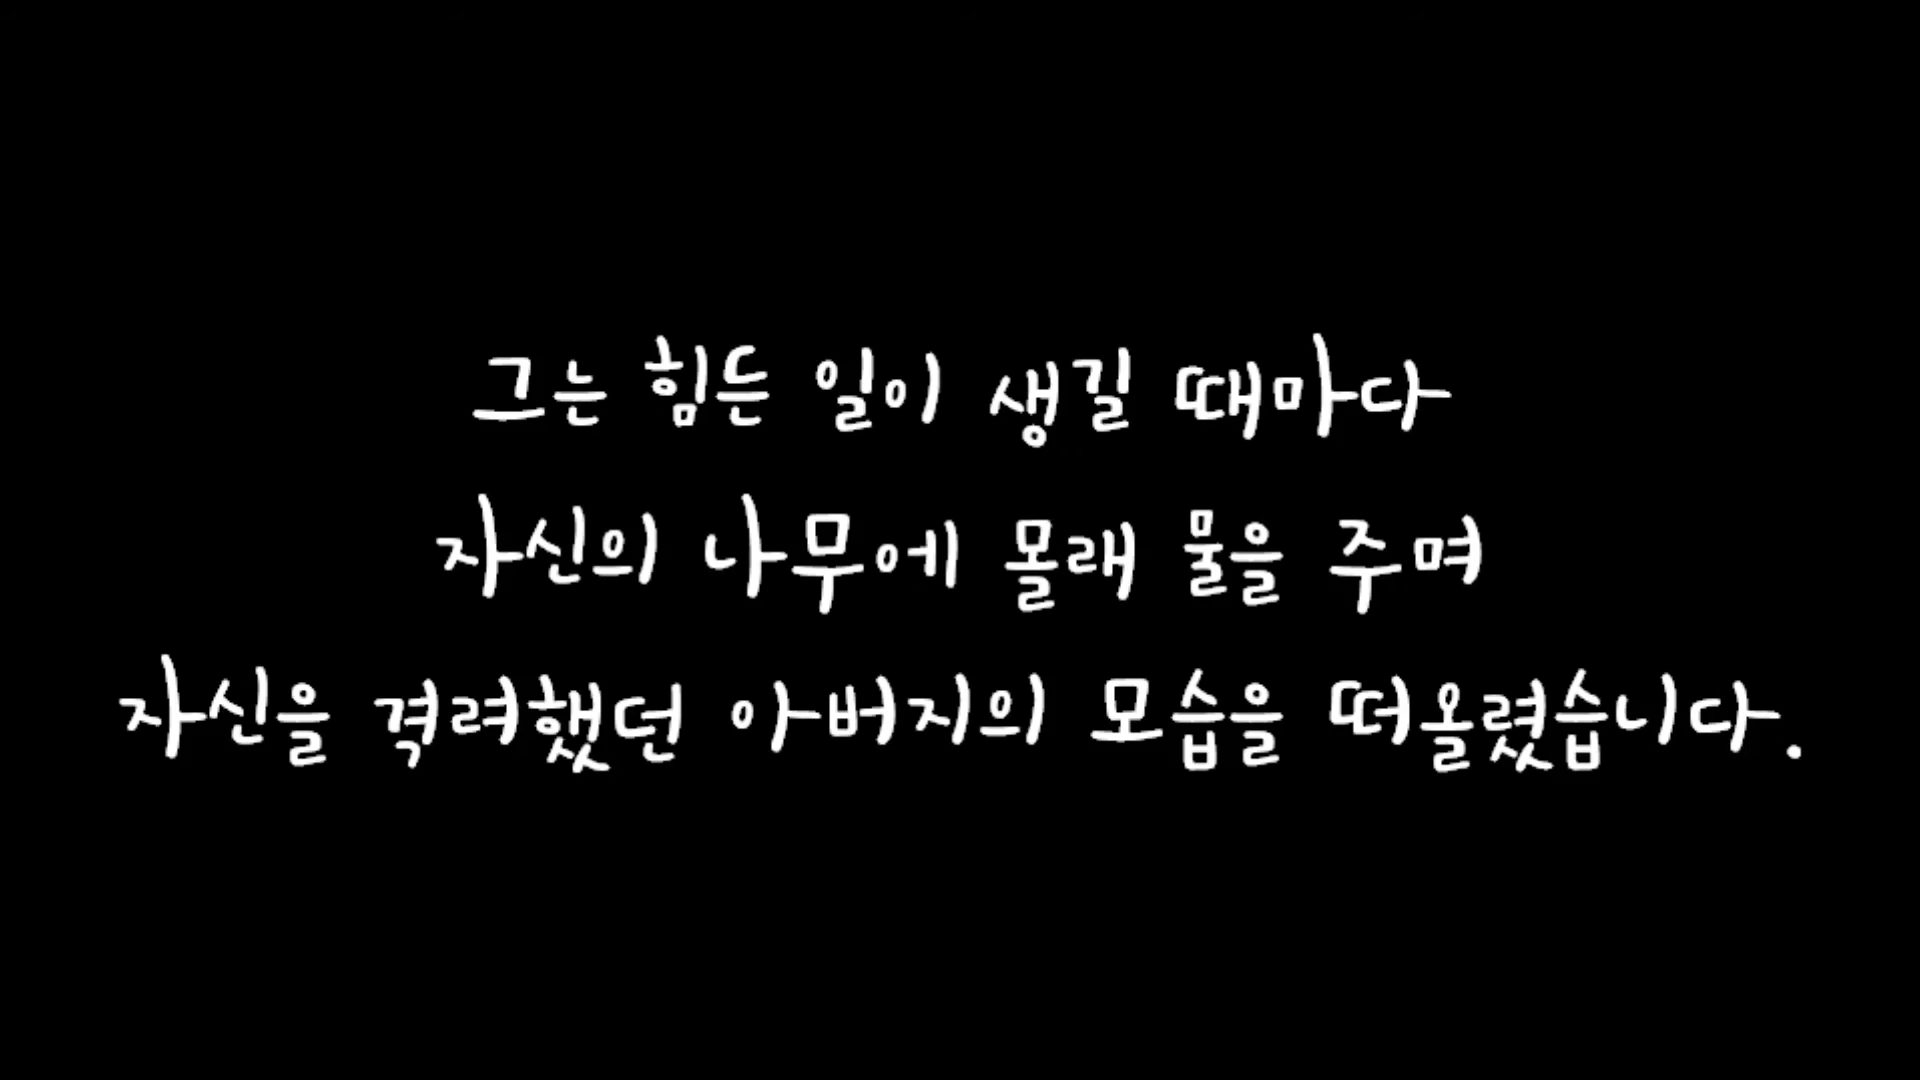 그는 힘든 일이 생길 때마다
자신의 나무에 몰래 물을 주며
자신을 격려했던 아버지의 모습을 떠올렸습니다.